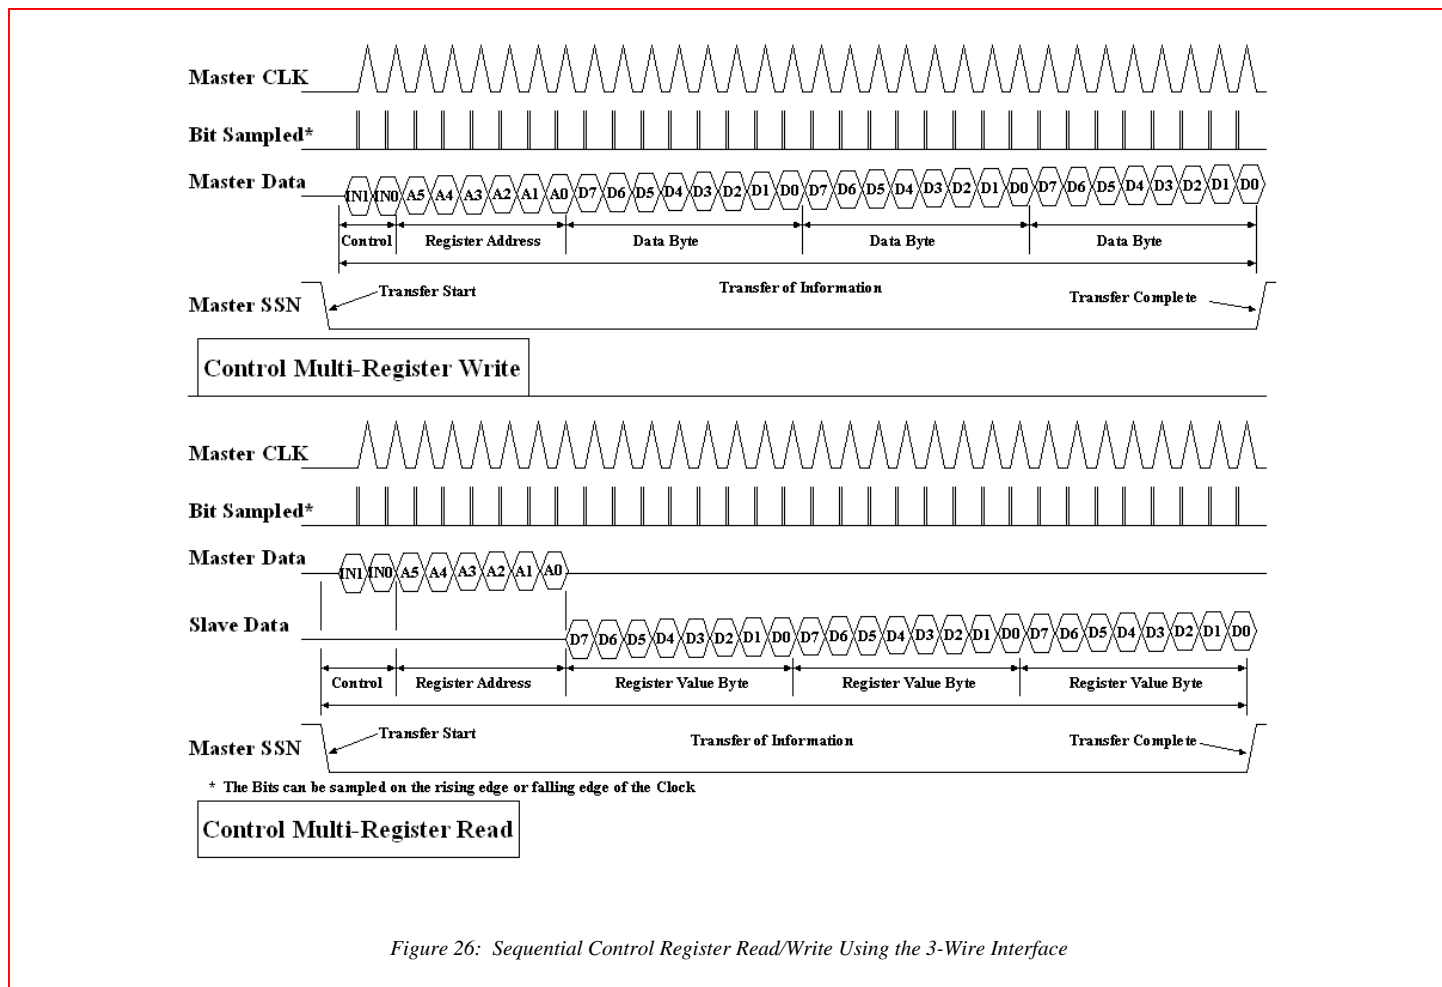 Master CLK
Bit Sampled*
Master Data
IN1 IN0 A5 A4 A3 A2 A1 A0 D7 D6 D5 D4 D3 D2 D1 D0 D7 D6 D5 D4 D3 D2 D1 D0 D7 D6 D5 D4 D3 D2 D1 D0
Control Register Address Data Byte Data Byte Data Byte
Transfer Start Transfer of Information Transfer Complete
Master SSN
Control Multi-Register Write
Master CLK
Bit Sampled*
Master Data
IN1 IN0 A5 A4 A3 A2 A1 A0
Slave Data
D7 D6 D5 D4 D3 D2 D1 D0 D7 D6 D5 D4 D3 D2 D1 D0 D7 D6 D5 D4 D3 D2 D1 D0
Control Register Address Register Value Byte Register Value Byte Register Value Byte
Transfer Start Transfer of Information Transfer Complete
Master SSN
* The Bits can be sampled on the rising edge or falling edge of the Clock
Control Multi-Register Read
Figure 26: Sequential Control Register Read/Write Using the 3-Wire Interface